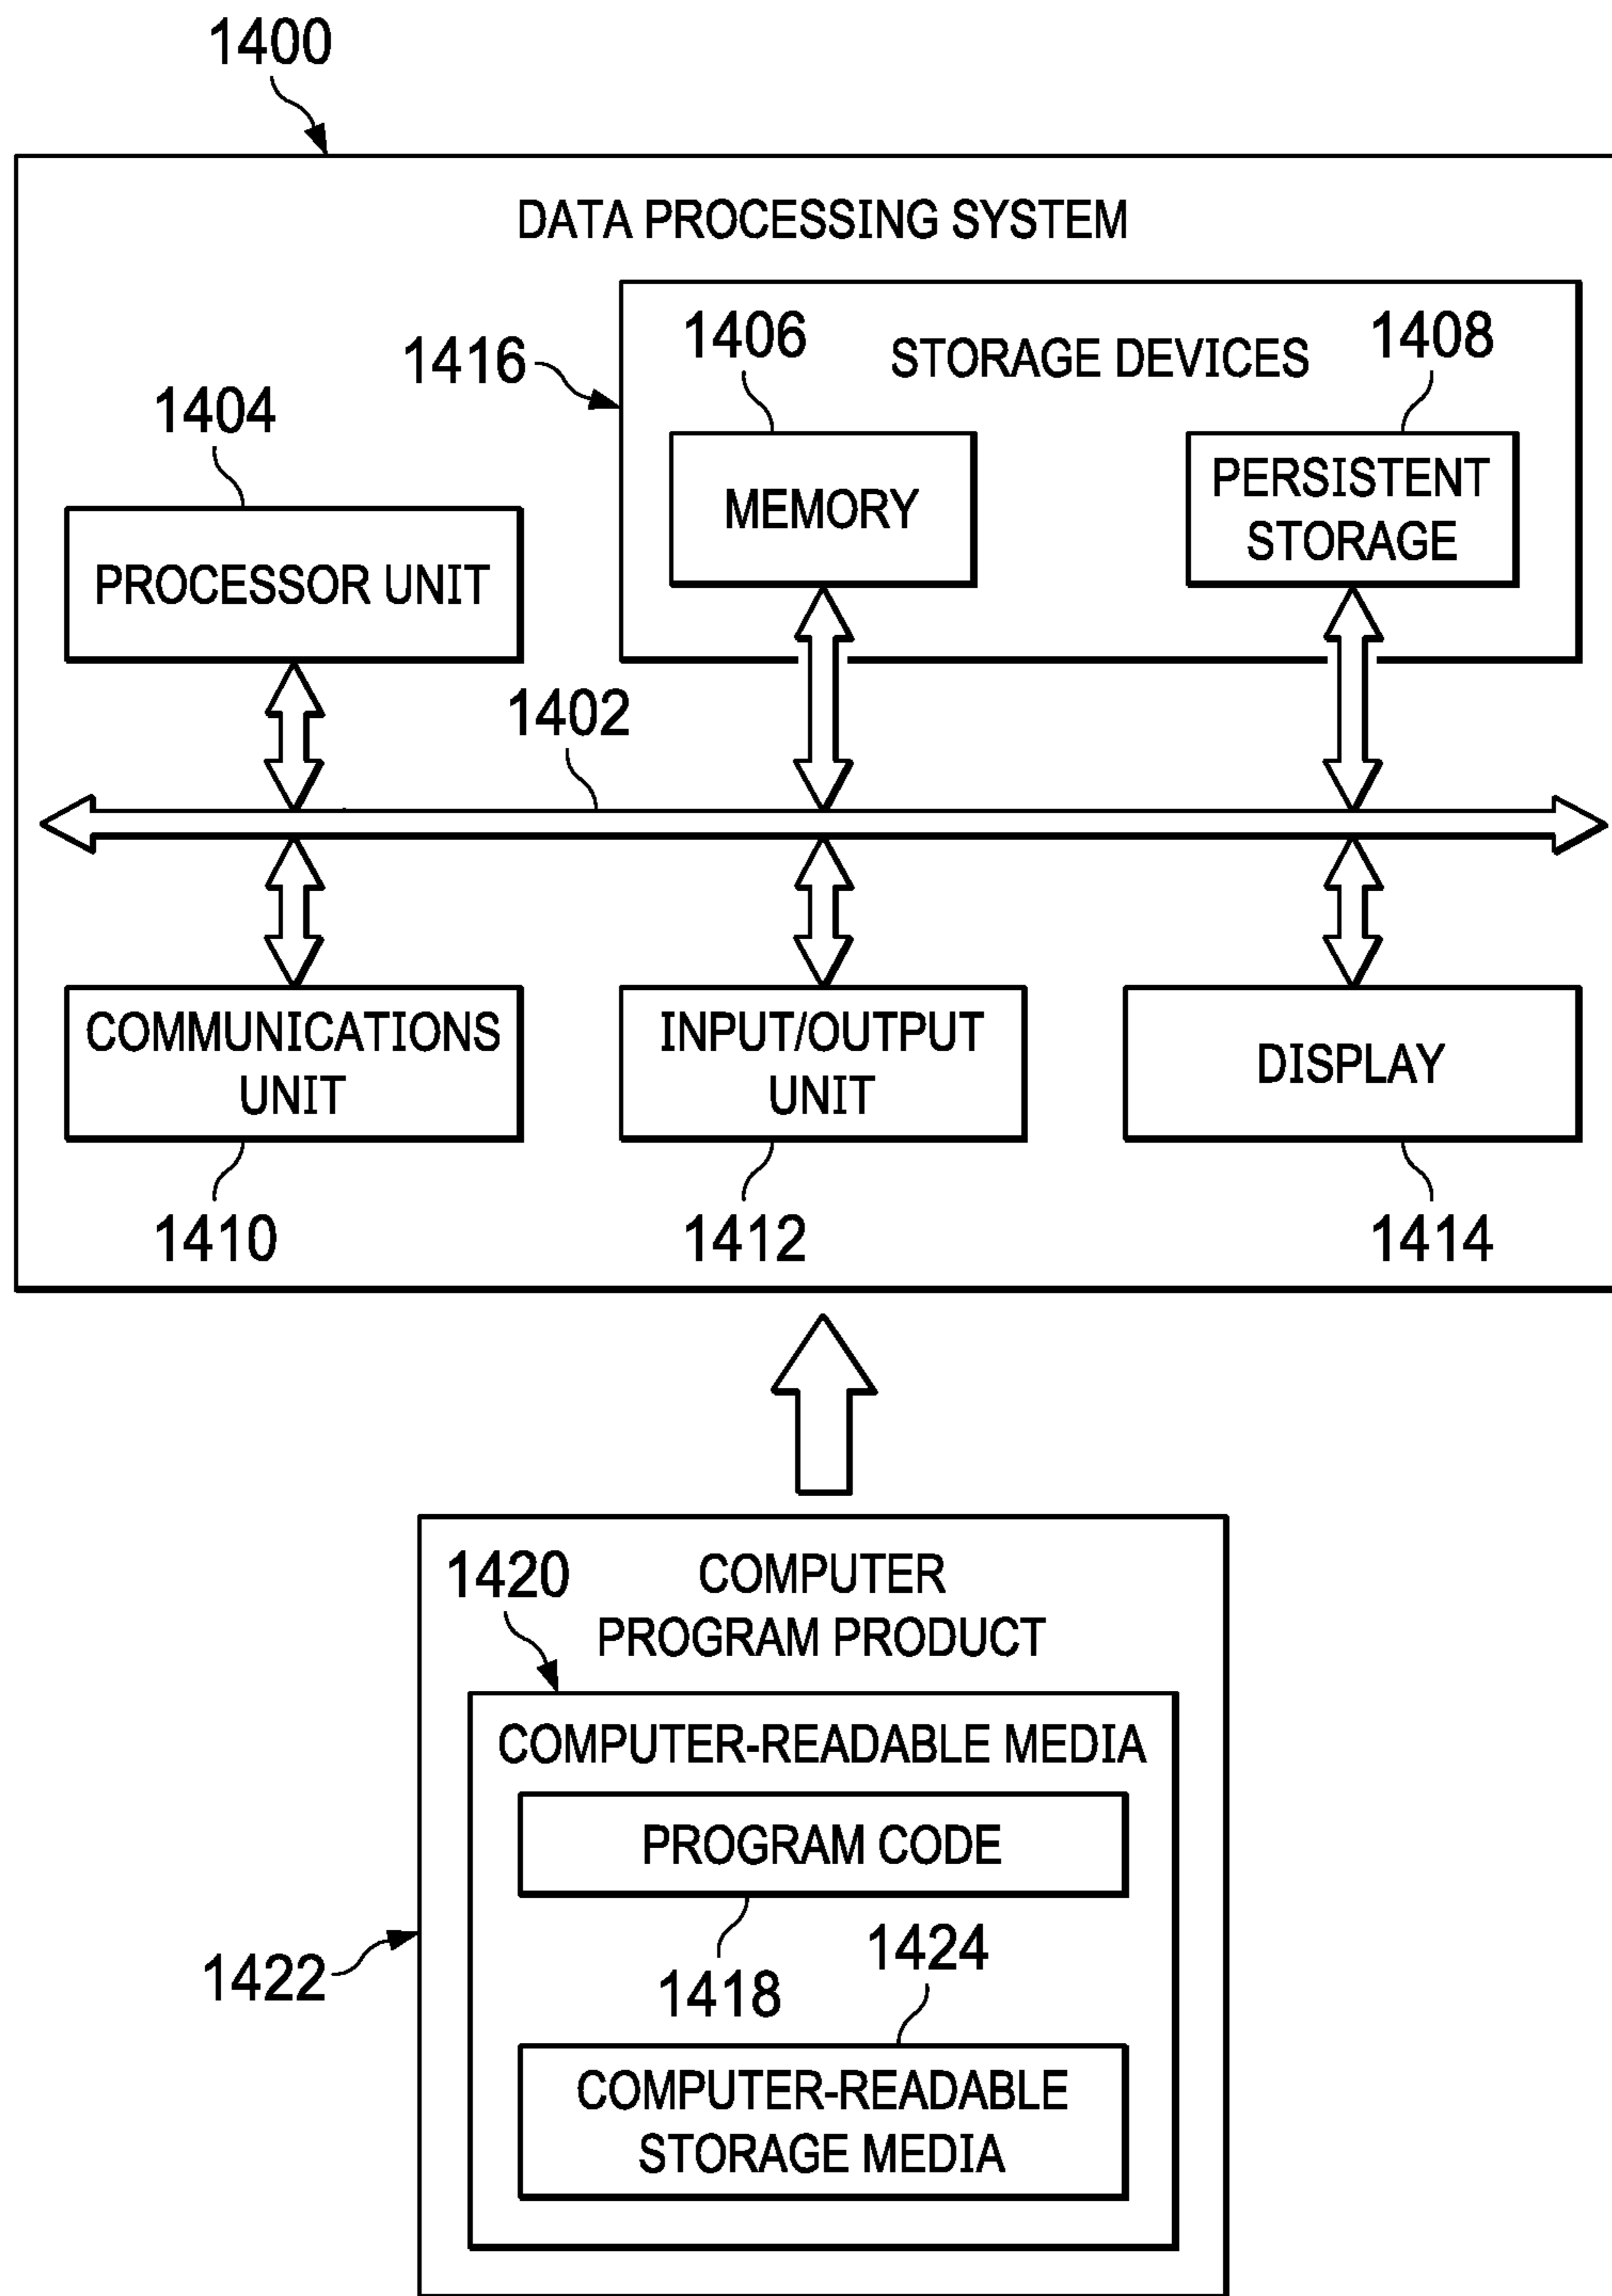 1400
DATA PROCESSING SYSTEM
1416
1406
STORAGE DEVICES
1408
1404
MEMORY
PERSISTENT
STORAGE
PROCESSOR UNIT
1402
COMMUNICATIONS
UNIT
INPUT/OUTPUT
UNIT
DISPLAY
1410
1412
1414
1420
COMPUTER
PROGRAM PRODUCT
COMPUTER-READABLE MEDIA
PROGRAM CODE
1422
1418
1424
COMPUTER-READABLE
STORAGE MEDIA